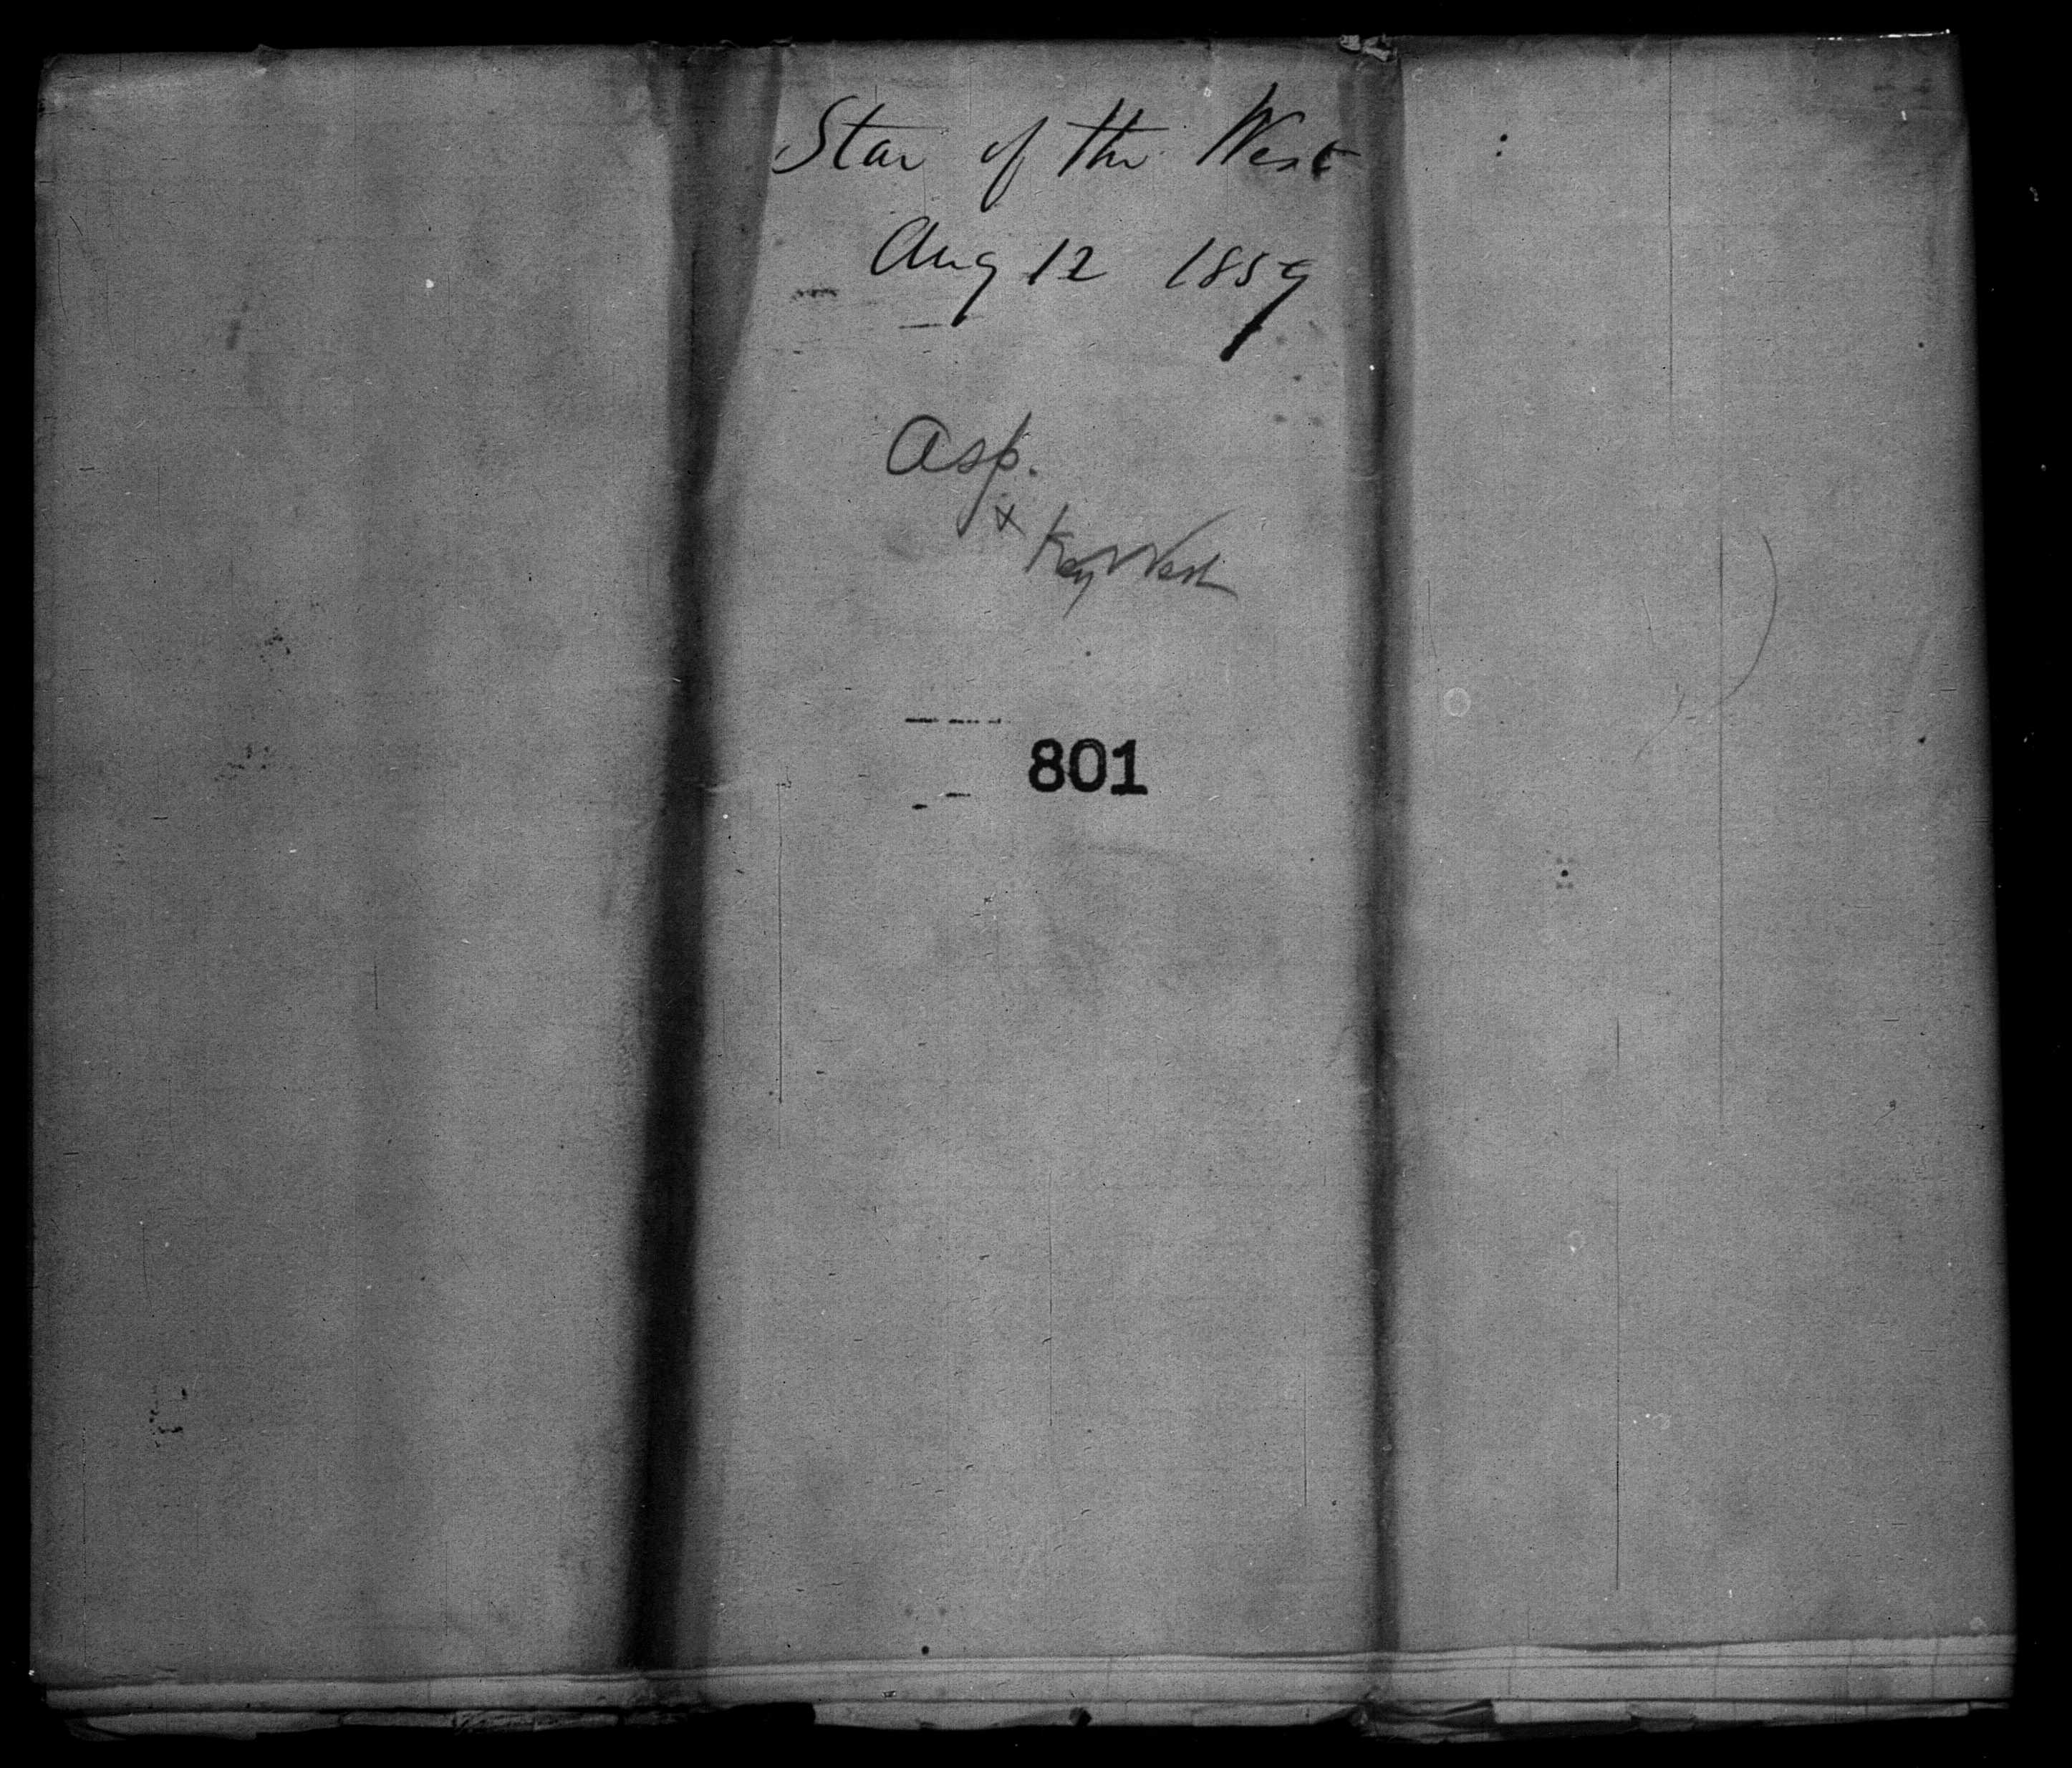 Star of the West
Aug 12 1859
Asp.
x Key West
801